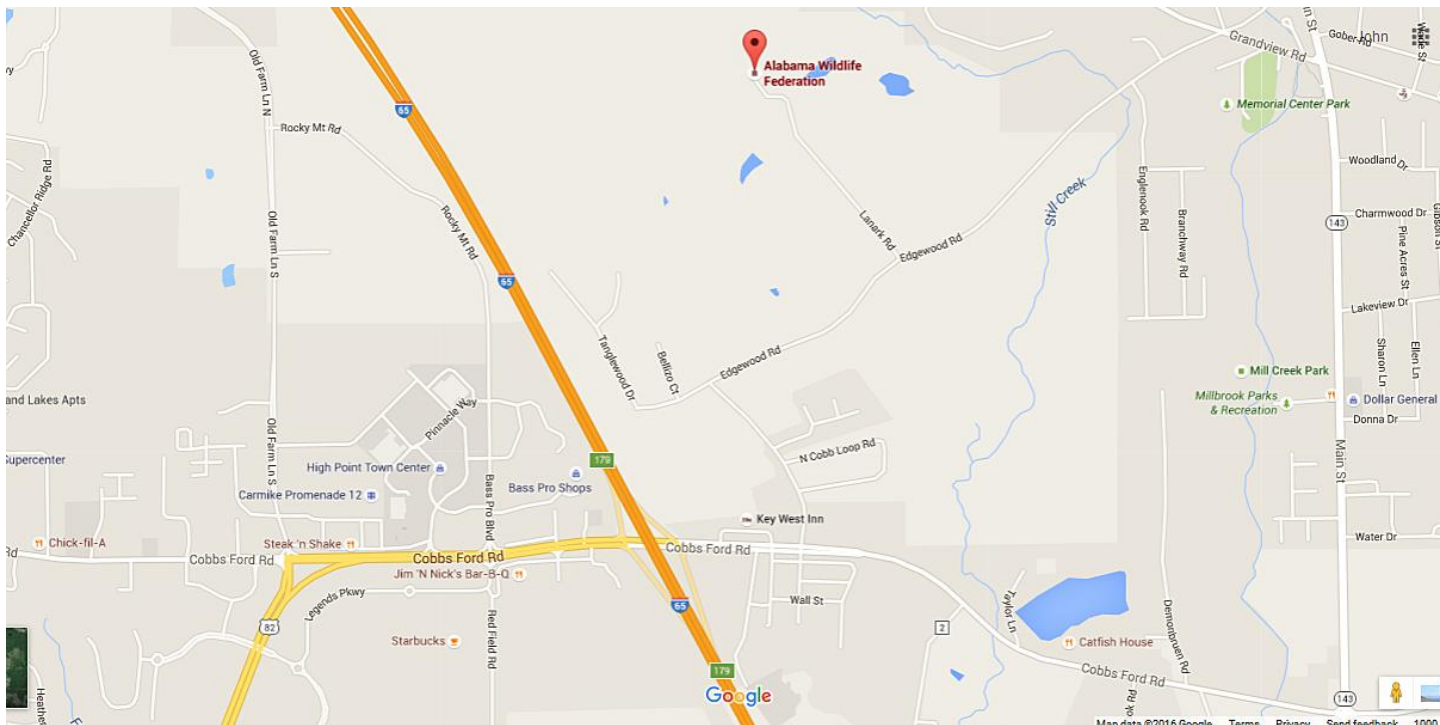 Old Farm Ln N
65
Rocky Mt Rd
Alabama Wildlife
Federation
Grandview Rd
Gober Rd
John
Wade St
Memorial Center Park
Woodland Dr
Chancellor Ridge Rd
Old Farm Ln S
Rocky Mt Rd
65
Lanark Rd
Edgewood Rd
Still Creek
Englenook Rd
Branchway Rd
143
Charmwood Dr
Pine Acres St
Gibson St
Lakeview Dr
Tanglewood Dr
Bellizo Ct
Edgewood Rd
Sharon Ln
Ellen Ln
Mill Creek Park
Millbrook Parks
& Recreation
Dollar General
Donna Dr
and Lakes Apts
Pinnacle Way
Old Farm Ln S
Supercenter
High Point Town Center
179
N Cobb Loop Rd
Main St
Carmike Promenade 12
Bass Pro Shops
Bass Pro Blvd
Key West Inn
Chick-fil-A
Steak 'n Shake
Water Dr
Rd
Cobbs Ford Rd
Cobbs Ford Rd
Cobbs Ford Rd
Jim 'N Nick's Bar-B-Q
Legends Pkwy
65
Wall St
Taylor Ln
Demonbruen Rd
82
Starbucks
Red Field Rd
2
Catfish House
179
Cobbs Ford Rd
Google
143
Map data ©2016 Google Terms Privacy Send feedback 1000